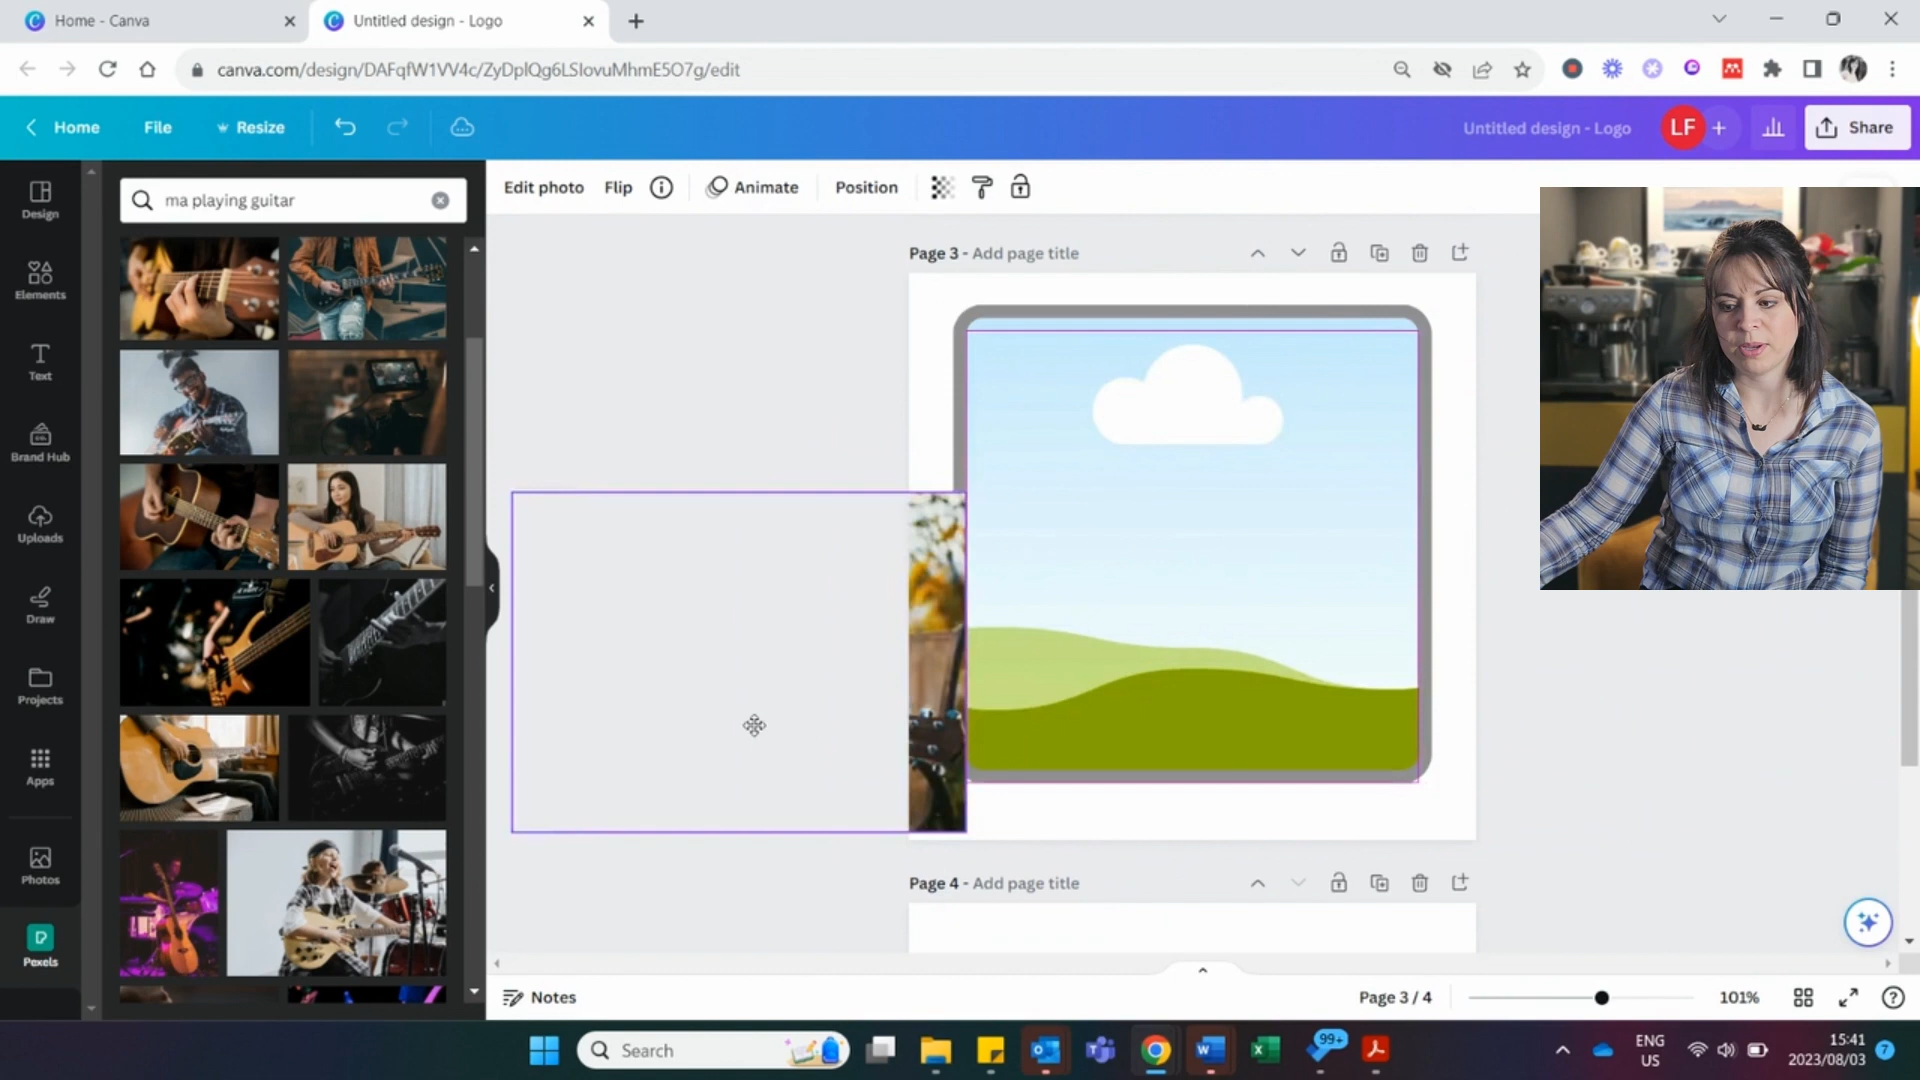 Home - Canva
Untitled design - Logo
canva.com/design/DAFqfW1VV4c/ZyDplQg6LSIovuMhmE5O7g/edit
Home
File
Resize
Untitled design - Logo
LF
Share
Design
Elements
Text
Brand Hub
Uploads
Draw
Projects
Apps
Photos
Pexels
ma playing guitar
Edit photo
Flip
Animate
Position
Page 3 - Add page title
Page 4 - Add page title
Notes
Page 3 / 4
101%
Search
99+
ENG
US
15:41
2023/08/03
7